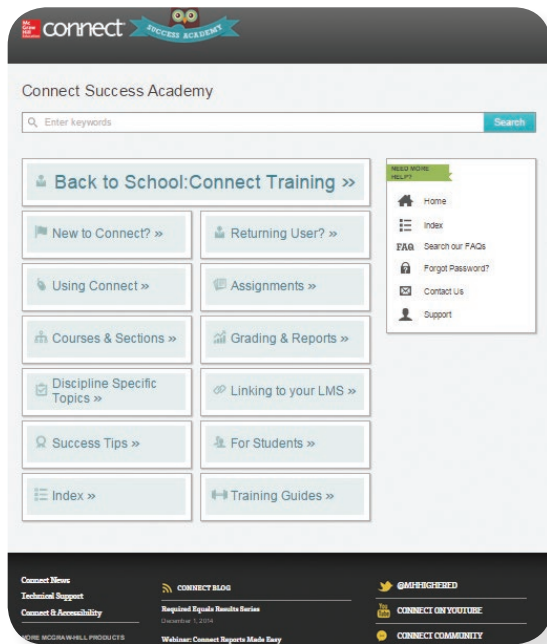 Mc
Graw
Hill
Education
connect
SUCCESS ACADEMY
Connect Success Academy
Enter keywords
Search
Back to School:Connect Training »
New to Connect? »
Returning User? »
Using Connect »
Assignments »
Courses & Sections »
Grading & Reports »
Discipline Specific
Topics »
Linking to your LMS »
Success Tips »
For Students »
Index »
Training Guides »
NEED MORE
HELP?
Home
Index
FAQ Search our FAQs
Forgot Password?
Contact Us
Support
Connect News
Technical Support
Connect & Accessibility
MORE MCGRAW-HILL PRODUCTS
CONNECT BLOG
Required Equals Results Series
December 1, 2014
Webinar: Connect Reports Made Easy
@MHHIGHERED
You
Tube
CONNECT ON YOUTUBE
CONNECT COMMUNITY